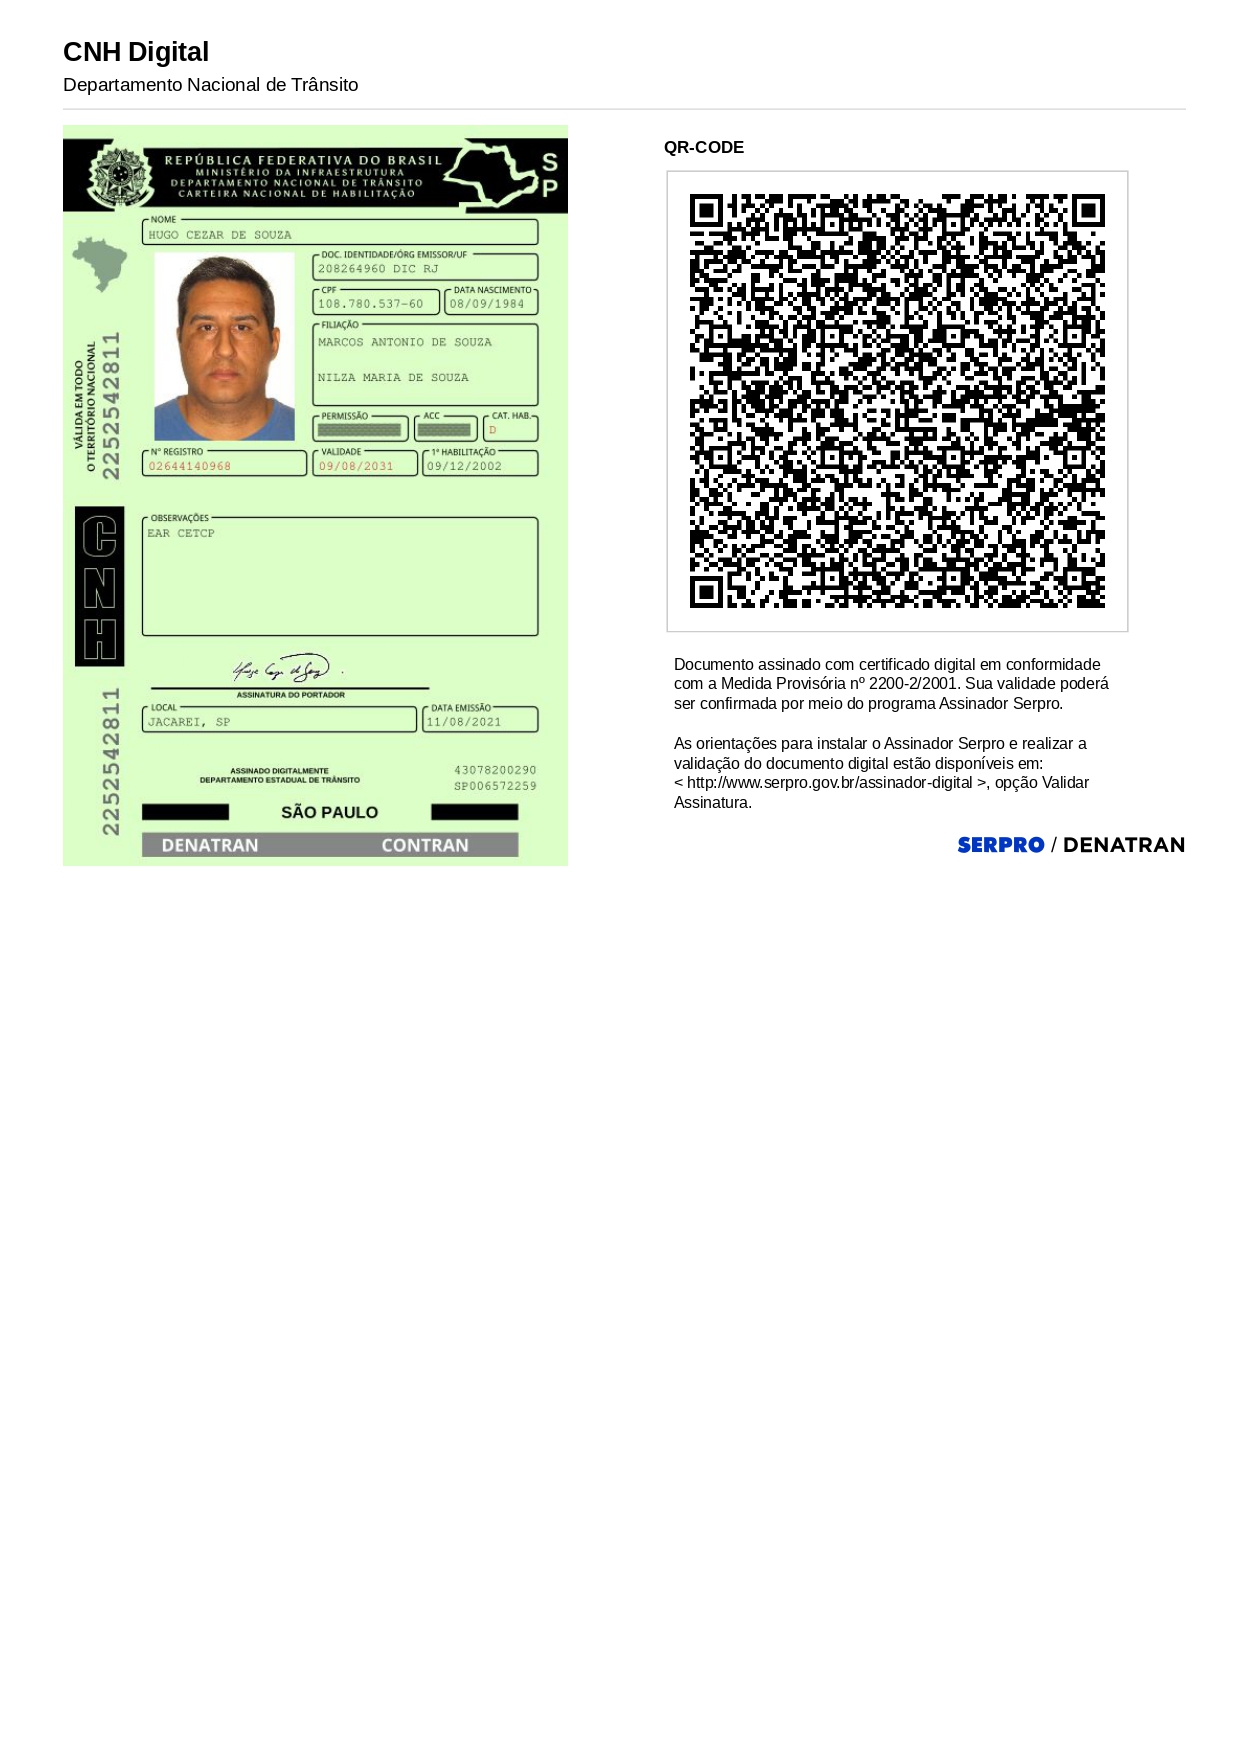 CNH Digital
Departamento Nacional de Trânsito
REPÚBLICA FEDERATIVA DO BRASIL
MINISTÉRIO DA INFRAESTRUTURA
DEPARTAMENTO NACIONAL DE TRÂNSITO
CARTEIRA NACIONAL DE HABILITAÇÃO
S
P
NOME
HUGO CEZAR DE SOUZA
DOC. IDENTIDADE/ÓRG EMISSOR/UF
208264960 DIC RJ
CPF
108.780.537-60
DATA NASCIMENTO
08/09/1984
FILIAÇÃO
MARCOS ANTONIO DE SOUZA
NILZA MARIA DE SOUZA
PERMISSÃO
ACC
CAT. HAB.
D
Nº REGISTRO
02644140968
VALIDADE
09/08/2031
1º HABILITAÇÃO
09/12/2002
VÁLIDA EM TODO
O TERRITÓRIO NACIONAL
2252542811
CNH
OBSERVAÇÕES
EAR CETCP
ASSINATURA DO PORTADOR
LOCAL
JACAREI, SP
DATA EMISSÃO
11/08/2021
2252542811
ASSINADO DIGITALMENTE
DEPARTAMENTO ESTADUAL DE TRÂNSITO
43078200290
SP006572259
SÃO PAULO
DENATRAN CONTRAN
QR-CODE
Documento assinado com certificado digital em conformidade
com a Medida Provisória nº 2200-2/2001. Sua validade poderá
ser confirmada por meio do programa Assinador Serpro.
As orientações para instalar o Assinador Serpro e realizar a
validação do documento digital estão disponíveis em:
< http://www.serpro.gov.br/assinador-digital >, opção Validar
Assinatura.
SERPRO / DENATRAN